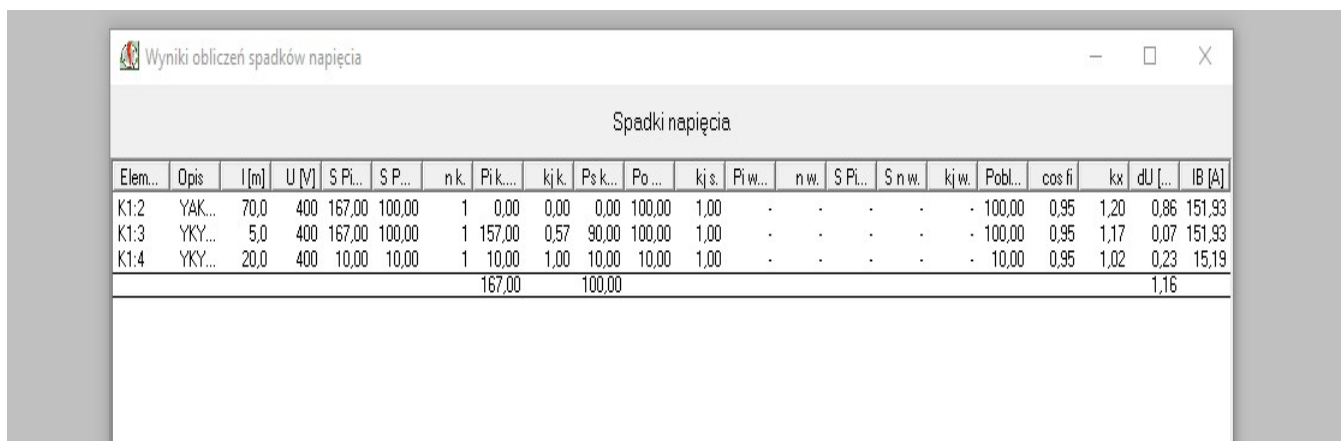 Wyniki obliczeń spadków napięcia
Spadki napięcia
Elem... Opis l [m] U [V] S Pi... S P... n k. Pi k.... kj k. Ps k... Po ... kj s. Pi w... n w. S Pi... S n w. kj w. Pobl... cos fi kx dU [... IB [A]
K1:2 YAK... 70,0 400 167,00 100,00 1 0,00 0,00 0,00 100,00 1,00 - - - - - 100,00 0,95 1,20 0,86 151,93
K1:3 YKY... 5,0 400 167,00 100,00 1 157,00 0,57 90,00 100,00 1,00 - - - - - 100,00 0,95 1,17 0,07 151,93
K1:4 YKY... 20,0 400 10,00 10,00 1 10,00 1,00 10,00 10,00 1,00 - - - - - 10,00 0,95 1,02 0,23 15,19
167,00 100,00 1,16